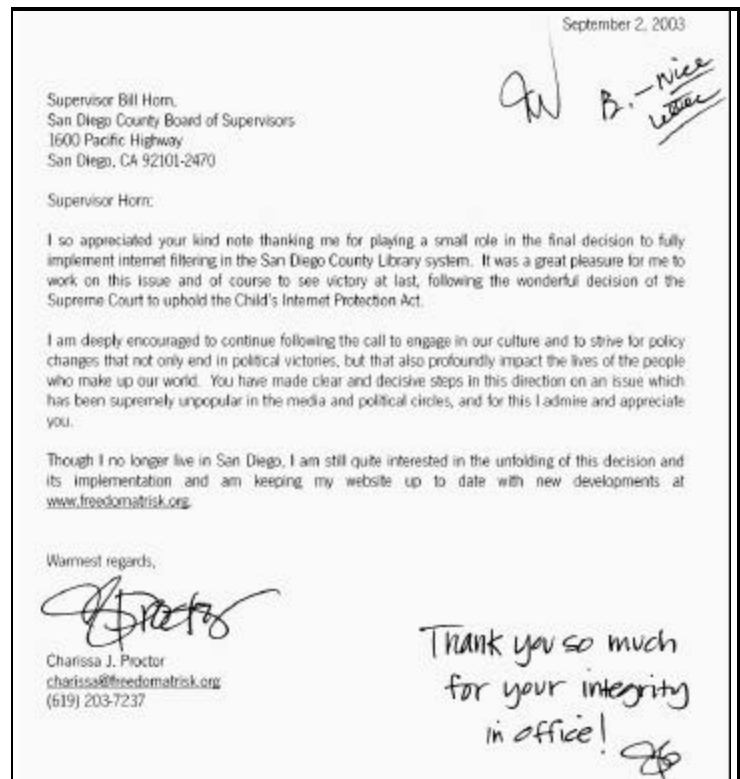 September 2, 2003
B. - Nice
letter
Supervisor Bill Horn,
San Diego County Board of Supervisors
1600 Pacific Highway
San Diego, CA 92101-2470
Supervisor Horn:
I so appreciated your kind note thanking me for playing a small role in the final decision to fully
implement internet filtering in the San Diego County Library system. It was a great pleasure for me to
work on this issue and of course to see victory at last, following the wonderful decision of the
Supreme Court to uphold the Child's Internet Protection Act.
I am deeply encouraged to continue following the call to engage in our culture and to strive for policy
changes that not only end in political victories, but that also profoundly impact the lives of the people
who make up our world. You have made clear and decisive steps in this direction on an issue which
has been supremely unpopular in the media and political circles, and for this I admire and appreciate
you.
Though I no longer live in San Diego, I am still quite interested in the unfolding of this decision and
its implementation and am keeping my website up to date with new developments at
www.freedomatrisk.org.
Warmest regards,
Proctor
Charissa J. Proctor
charissa@freedomatrisk.org
(619) 203-7237
Thank you so much
for your integrity
in office!